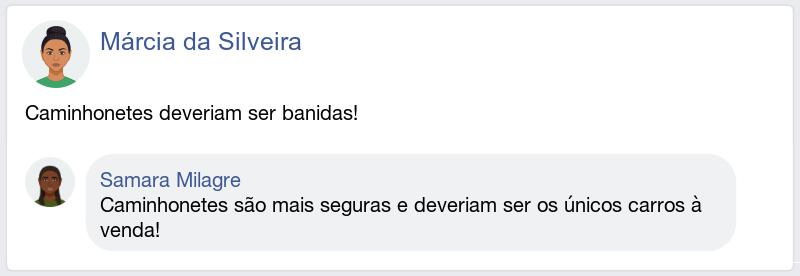 Márcia da Silveira
Caminhonetes deveriam ser banidas!
Samara Milagre
Caminhonetes são mais seguras e deveriam ser os únicos carros à
venda!